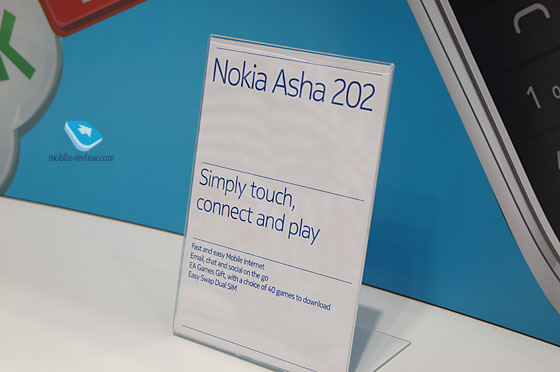 Nokia Asha 202
Simply touch,
connect and play
Fast and easy Mobile Internet
Email, chat and social on the go
EA Games Gift, with a choice of 40 games to download
Easy Swap Dual SIM
mobile-review.com
1
K